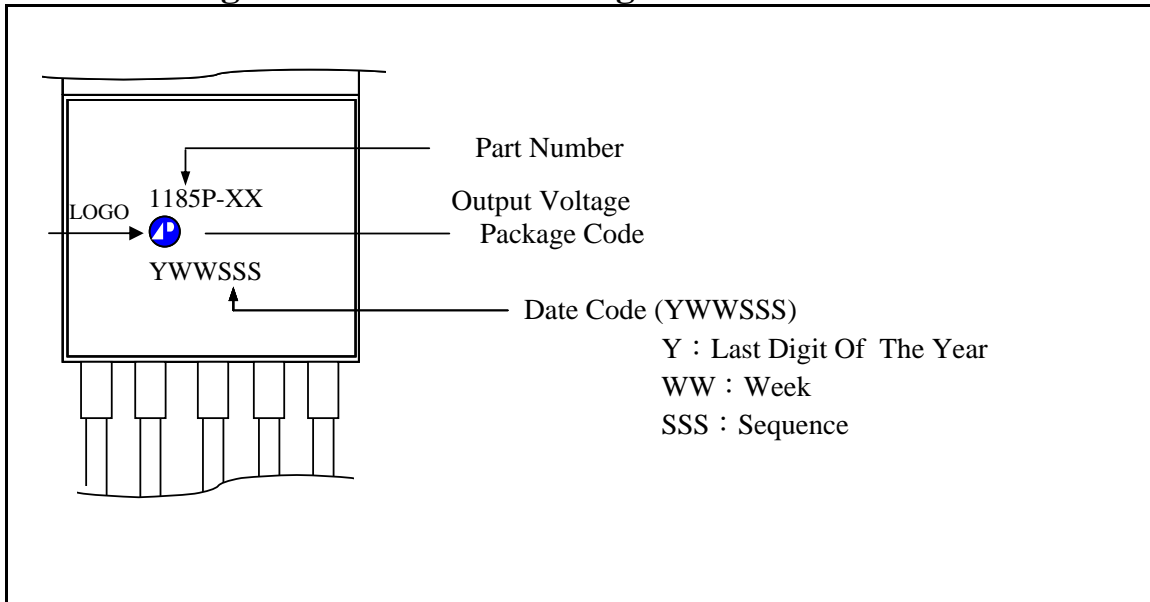 Part Number
1185P-XX
LOGO
Output Voltage
Package Code
YWWSSS
Date Code (YWWSSS)
Y：Last Digit Of The Year
WW：Week
SSS：Sequence